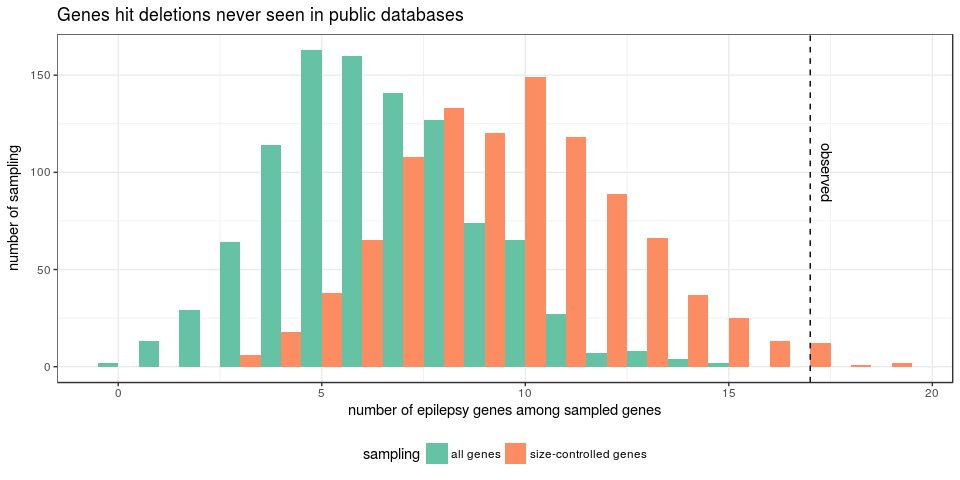 Genes hit deletions never seen in public databases
number of sampling
150
100
50
0
observed
0 5 10 15 20
number of epilepsy genes among sampled genes
sampling all genes size-controlled genes